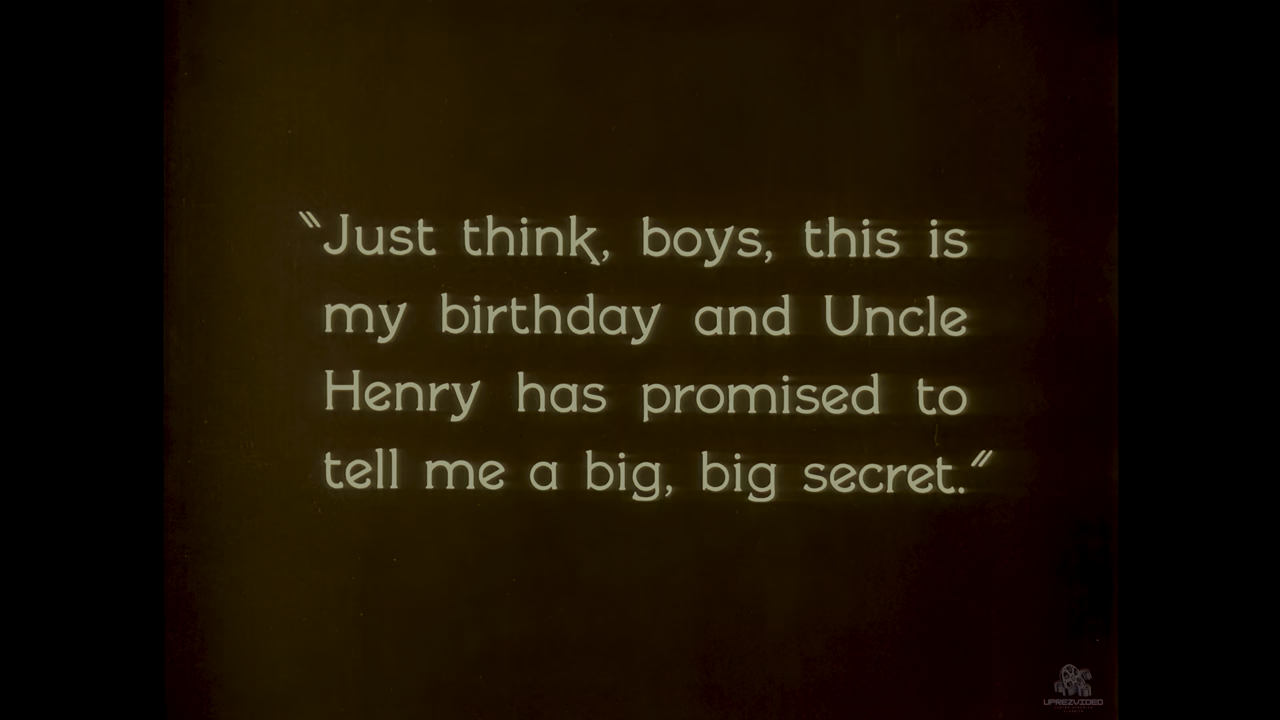 "Just think, boys, this is
my birthday and Uncle
Henry has promised to
tell me a big, big secret."
UPREZVIDEO